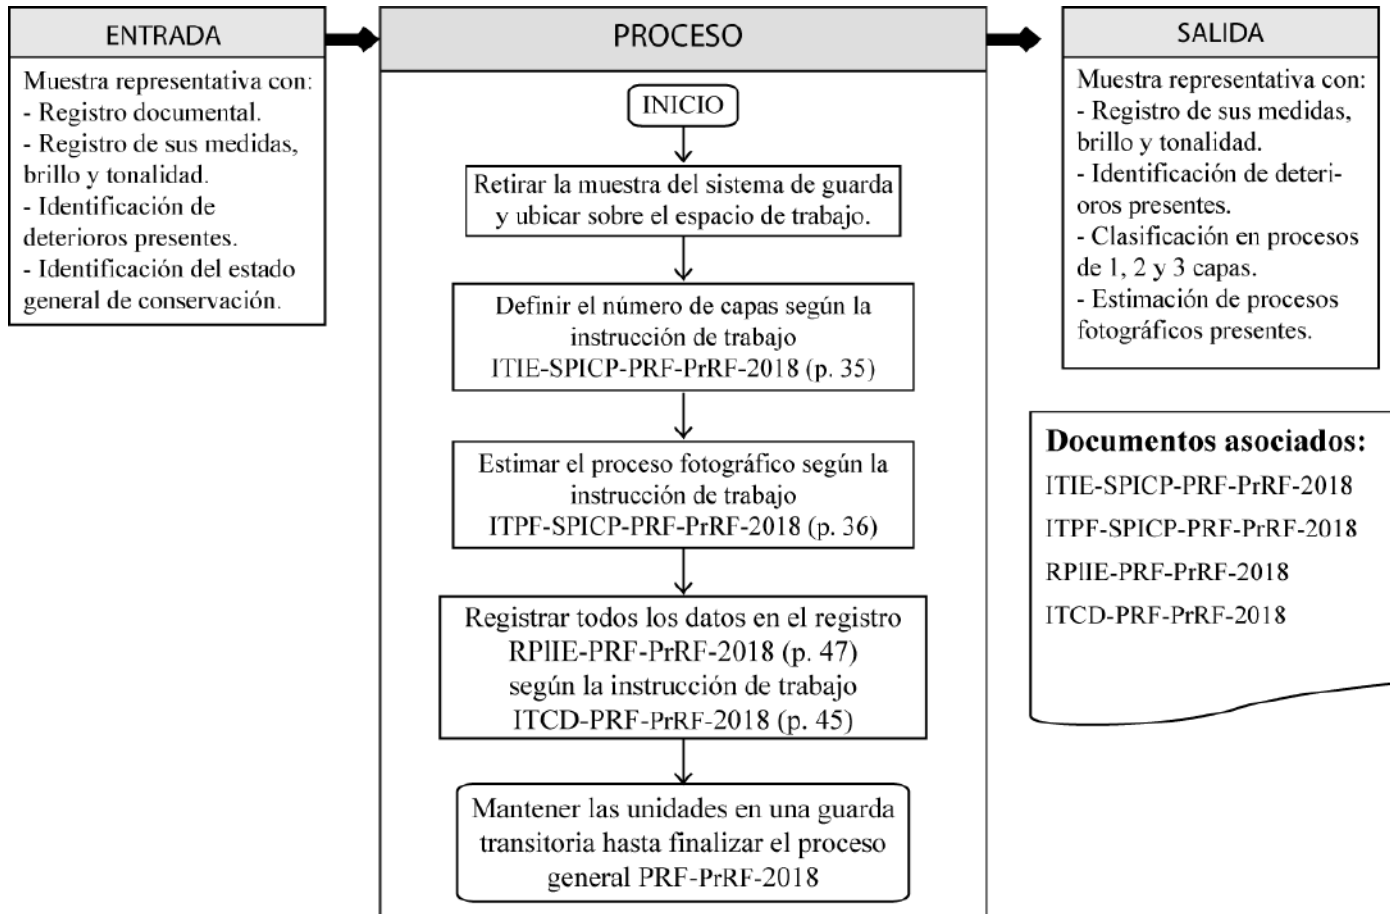 ENTRADA
Muestra representativa con:
- Registro documental.
- Registro de sus medidas,
brillo y tonalidad.
- Identificación de
deterioros presentes.
- Identificación del estado
general de conservación.
PROCESO
INICIO
Retirar la muestra del sistema de guarda
y ubicar sobre el espacio de trabajo.
Definir el número de capas según la
instrucción de trabajo
ITIE-SPICP-PRF-PrRF-2018 (p. 35)
Estimar el proceso fotográfico según la
instrucción de trabajo
ITPF-SPICP-PRF-PrRF-2018 (p. 36)
Registrar todos los datos en el registro
RPIIE-PRF-PrRF-2018 (p. 47)
según la instrucción de trabajo
ITCD-PRF-PrRF-2018 (p. 45)
Mantener las unidades en una guarda
transitoria hasta finalizar el proceso
general PRF-PrRF-2018
SALIDA
Muestra representativa con:
- Registro de sus medidas,
brillo y tonalidad.
- Identificación de deteri-
oros presentes.
- Clasificación en procesos
de 1, 2 y 3 capas.
- Estimación de procesos
fotográficos presentes.
Documentos asociados:
ITIE-SPICP-PRF-PrRF-2018
ITPF-SPICP-PRF-PrRF-2018
RPIIE-PRF-PrRF-2018
ITCD-PRF-PrRF-2018